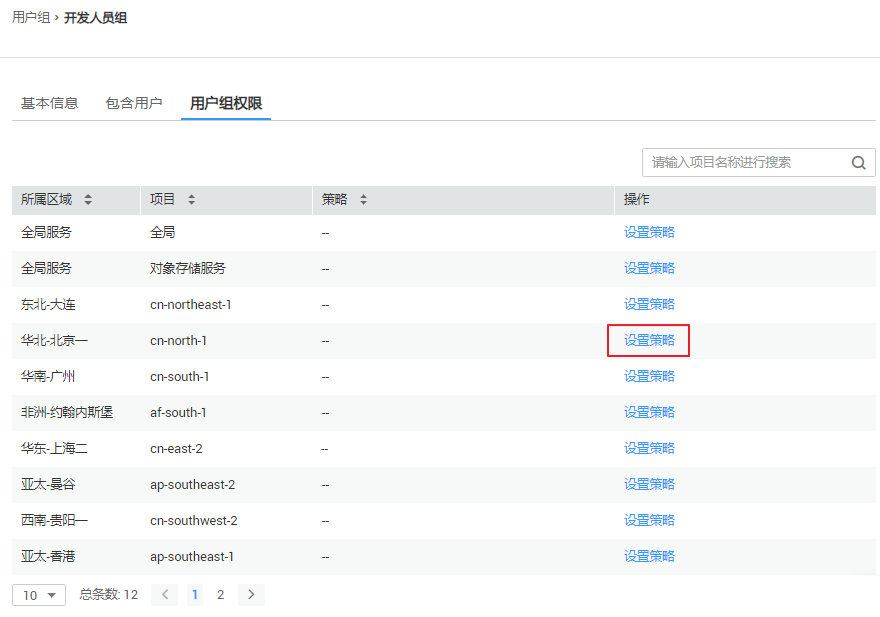 用户组 › 开发人员组
基本信息 包含用户 用户组权限
请输入项目名称进行搜索
所属区域 项目 策略 操作
全局服务 全局 -- 设置策略
全局服务 对象存储服务 -- 设置策略
东北-大连 cn-northeast-1 -- 设置策略
华北-北京一 cn-north-1 -- 设置策略
华南-广州 cn-south-1 -- 设置策略
非洲-约翰内斯堡 af-south-1 -- 设置策略
华东-上海二 cn-east-2 -- 设置策略
亚太-曼谷 ap-southeast-2 -- 设置策略
西南-贵阳一 cn-southwest-2 -- 设置策略
亚太-香港 ap-southeast-1 -- 设置策略
10 总条数: 12 < 1 2 >